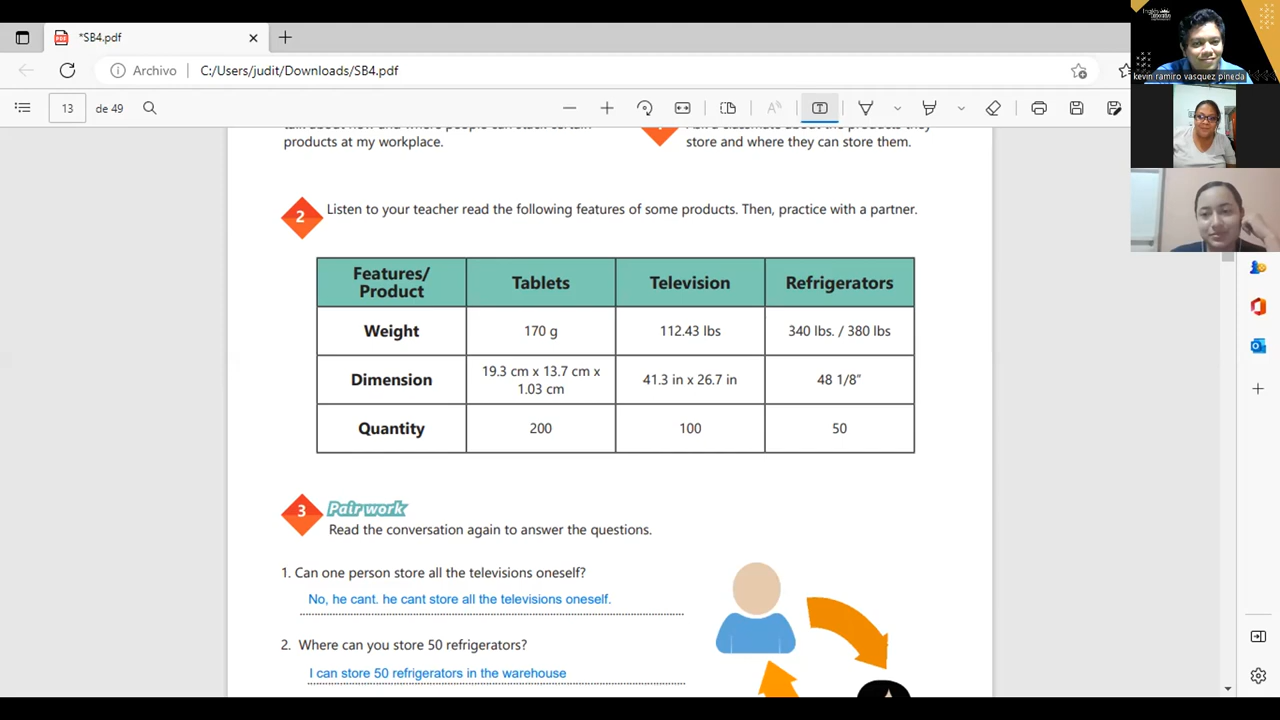 *SB4.pdf
Archivo
C:/Users/judit/Downloads/SB4.pdf
13
de 49
kevin ramiro vasquez pineda
products at my workplace.
store and where they can store them.
2
Listen to your teacher read the following features of some products. Then, practice with a partner.
Features/
Product
Tablets
Television
Refrigerators
Weight
170 g
112.43 lbs
340 lbs. / 380 lbs
Dimension
19.3 cm x 13.7 cm x
1.03 cm
41.3 in x 26.7 in
48 1/8”
Quantity
200
100
50
3
Pair work
Read the conversation again to answer the questions.
1. Can one person store all the televisions oneself?
No, he cant. he cant store all the televisions oneself.
2. Where can you store 50 refrigerators?
I can store 50 refrigerators in the warehouse